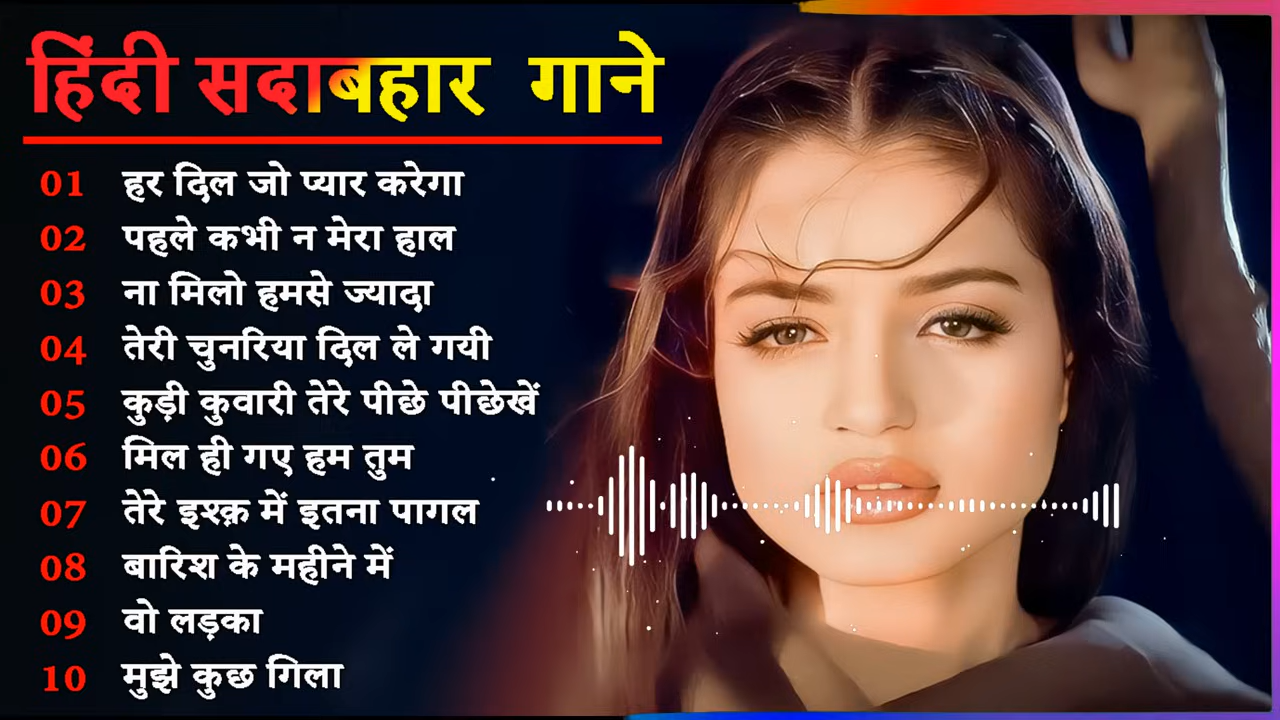 हिंदी सदाबहार गाने
01 हर दिल जो प्यार करेगा
02 पहले कभी न मेरा हाल
03 ना मिलो हमसे ज्यादा
04 तेरी चुनरिया दिल ले गयी
05 कुड़ी कुवारी तेरे पीछे पीछेखें
06 मिल ही गए हम तुम
07 तेरे इश्क़ में इतना पागल
08 बारिश के महीने में
09 वो लड़का
10 मुझे कुछ गिला